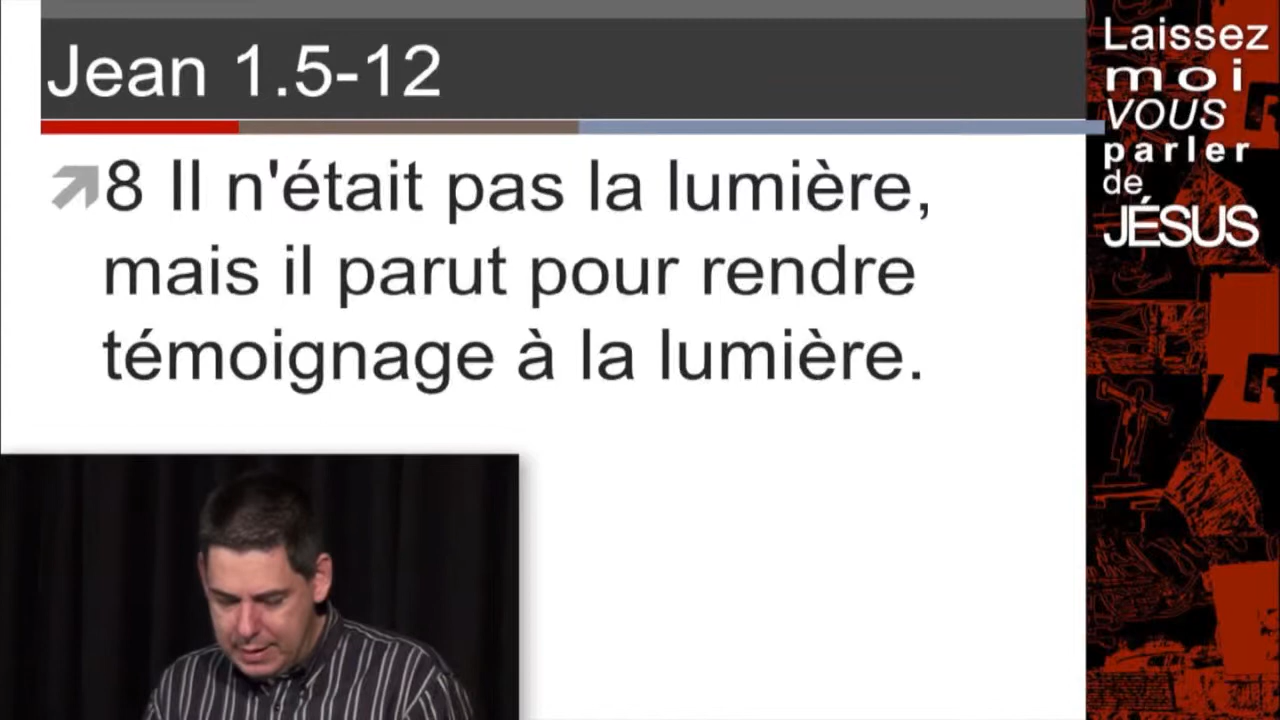 Jean 1.5-12
8 Il n'était pas la lumière,
mais il parut pour rendre
témoignage à la lumière.
Laissez
moi
VOUS
parler
de
JÉSUS